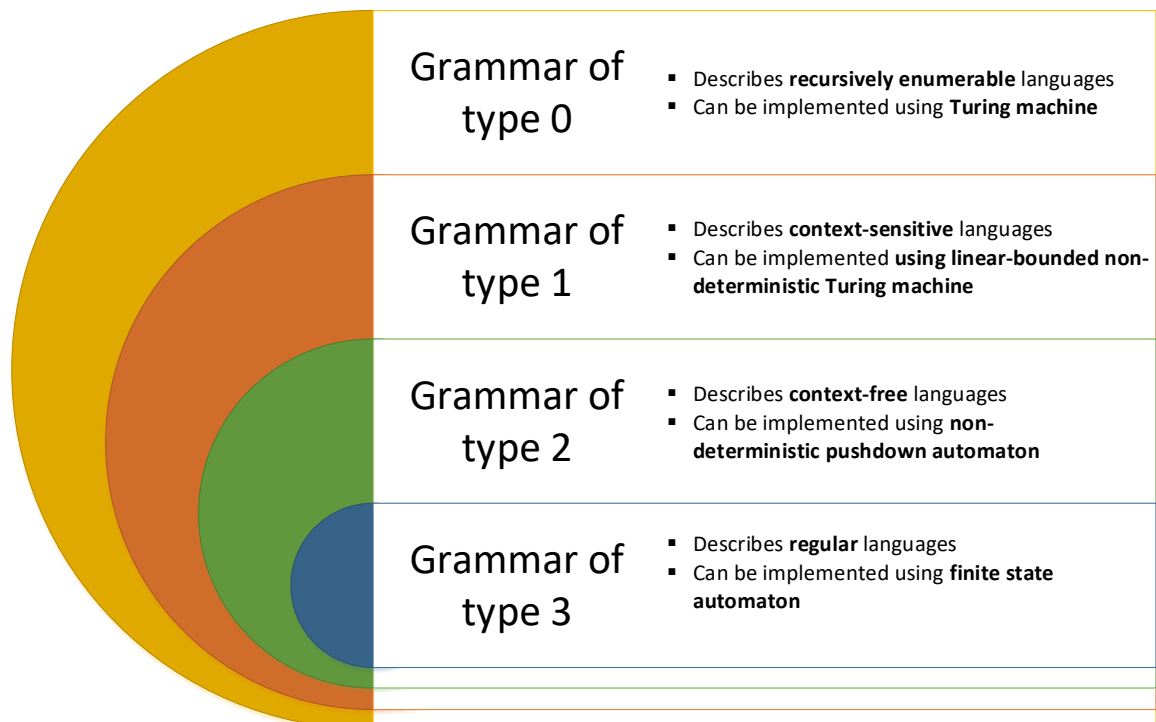 Grammar of
type 0
▪ Describes recursively enumerable languages
▪ Can be implemented using Turing machine
Grammar of
type 1
▪ Describes context-sensitive languages
▪ Can be implemented using linear-bounded non-
deterministic Turing machine
Grammar of
type 2
▪ Describes context-free languages
▪ Can be implemented using non-
deterministic pushdown automaton
Grammar of
type 3
▪ Describes regular languages
▪ Can be implemented using finite state
automaton